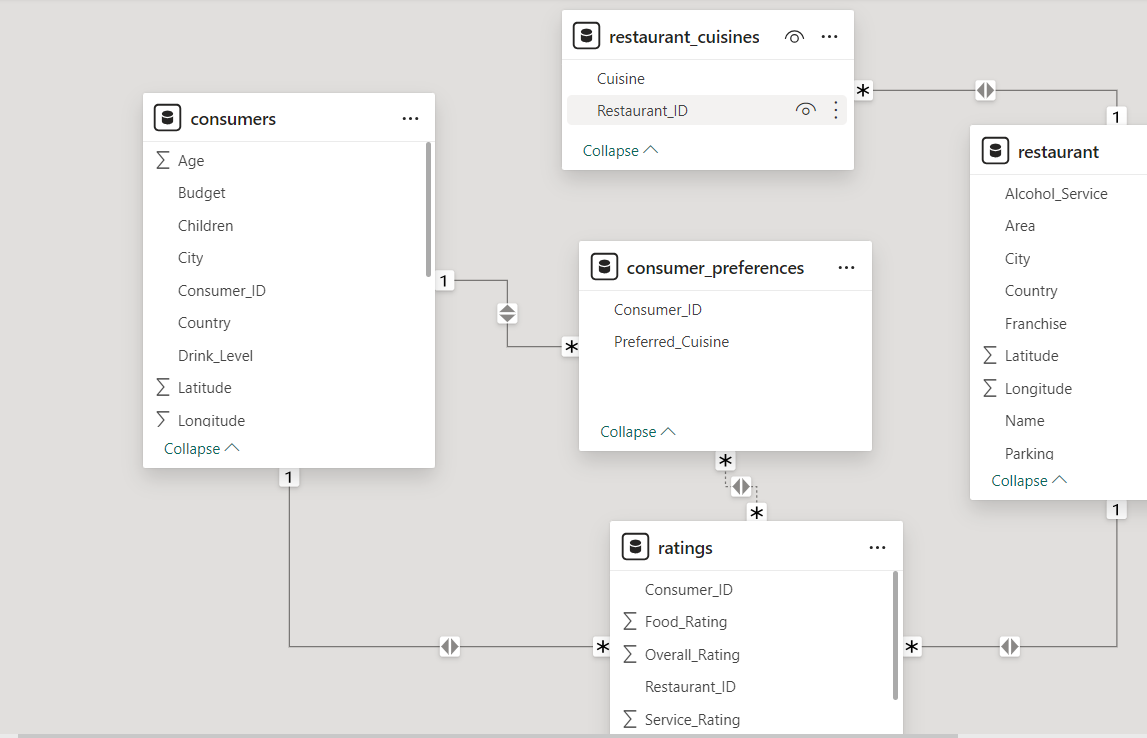 restaurant_cuisines
Cuisine
Restaurant_ID
Collapse
*
1
consumers
Age
Budget
Children
City
Consumer_ID
Country
Drink_Level
Latitude
Longitude
Collapse
1
*
1
consumer_preferences
Consumer_ID
Preferred_Cuisine
Collapse
*
*
restaurant
Alcohol_Service
Area
City
Country
Franchise
Latitude
Longitude
Name
Parking
Collapse
1
ratings
Consumer_ID
Food_Rating
Overall_Rating
Restaurant_ID
Service_Rating
*
*